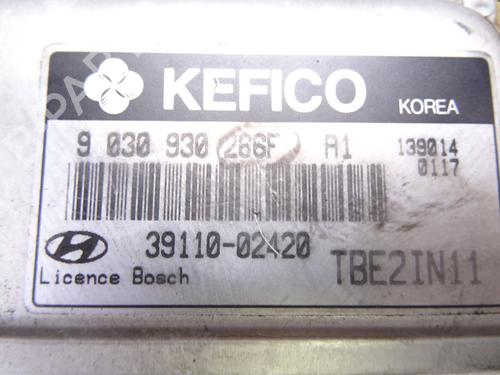 KEFICO KOREA
9 030 930 266F A1 139014
0117
39110-02420
Licence Bosch TBE2IN11